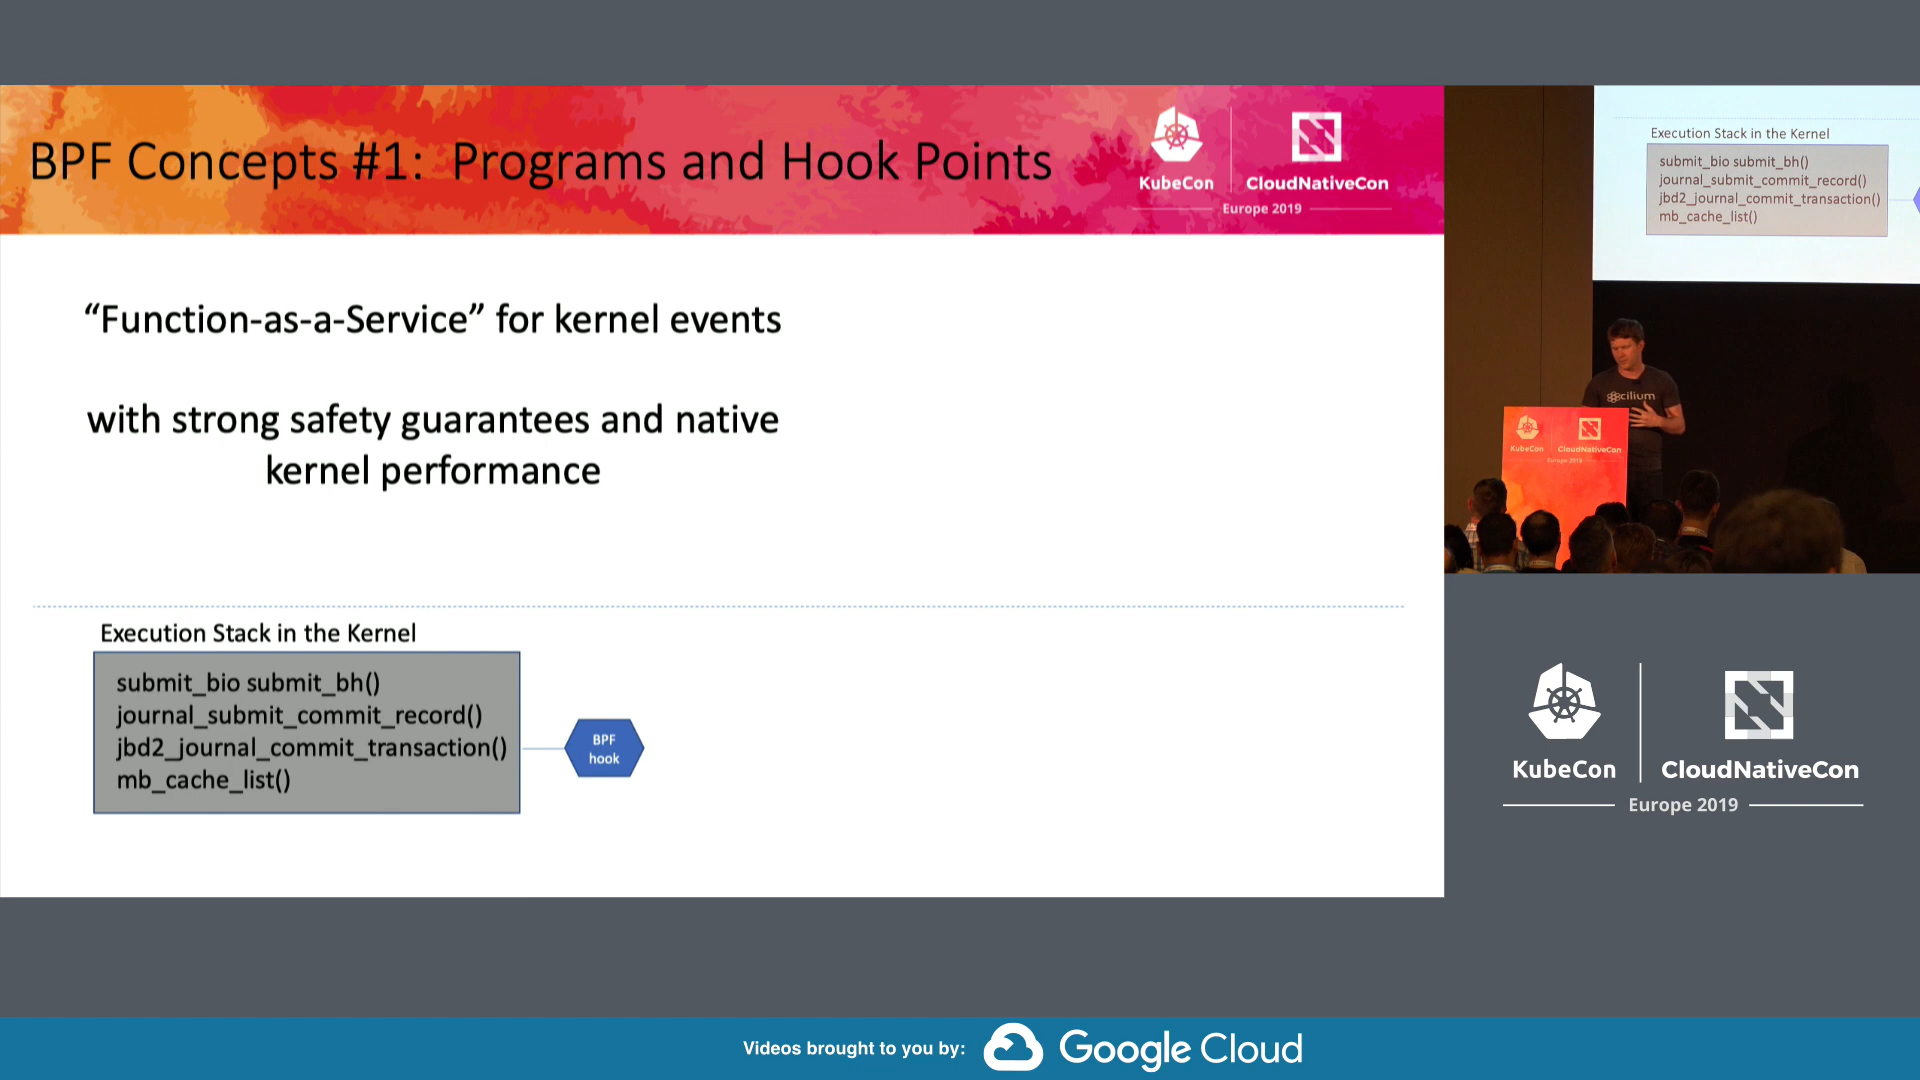 BPF Concepts #1: Programs and Hook Points
KubeCon
CloudNativeCon
Europe 2019
“Function-as-a-Service” for kernel events
with strong safety guarantees and native
kernel performance
Execution Stack in the Kernel
submit_bio submit_bh()
journal_submit_commit_record()
jbd2_journal_commit_transaction()
mb_cache_list()
BPF
hook
Execution Stack in the Kernel
submit_bio submit_bh()
journal_submit_commit_record()
jbd2_journal_commit_transaction()
mb_cache_list()
cilium
KubeCon
CloudNativeCon
Europe 2019
KubeCon
CloudNativeCon
Europe 2019
Videos brought to you by:
Google Cloud